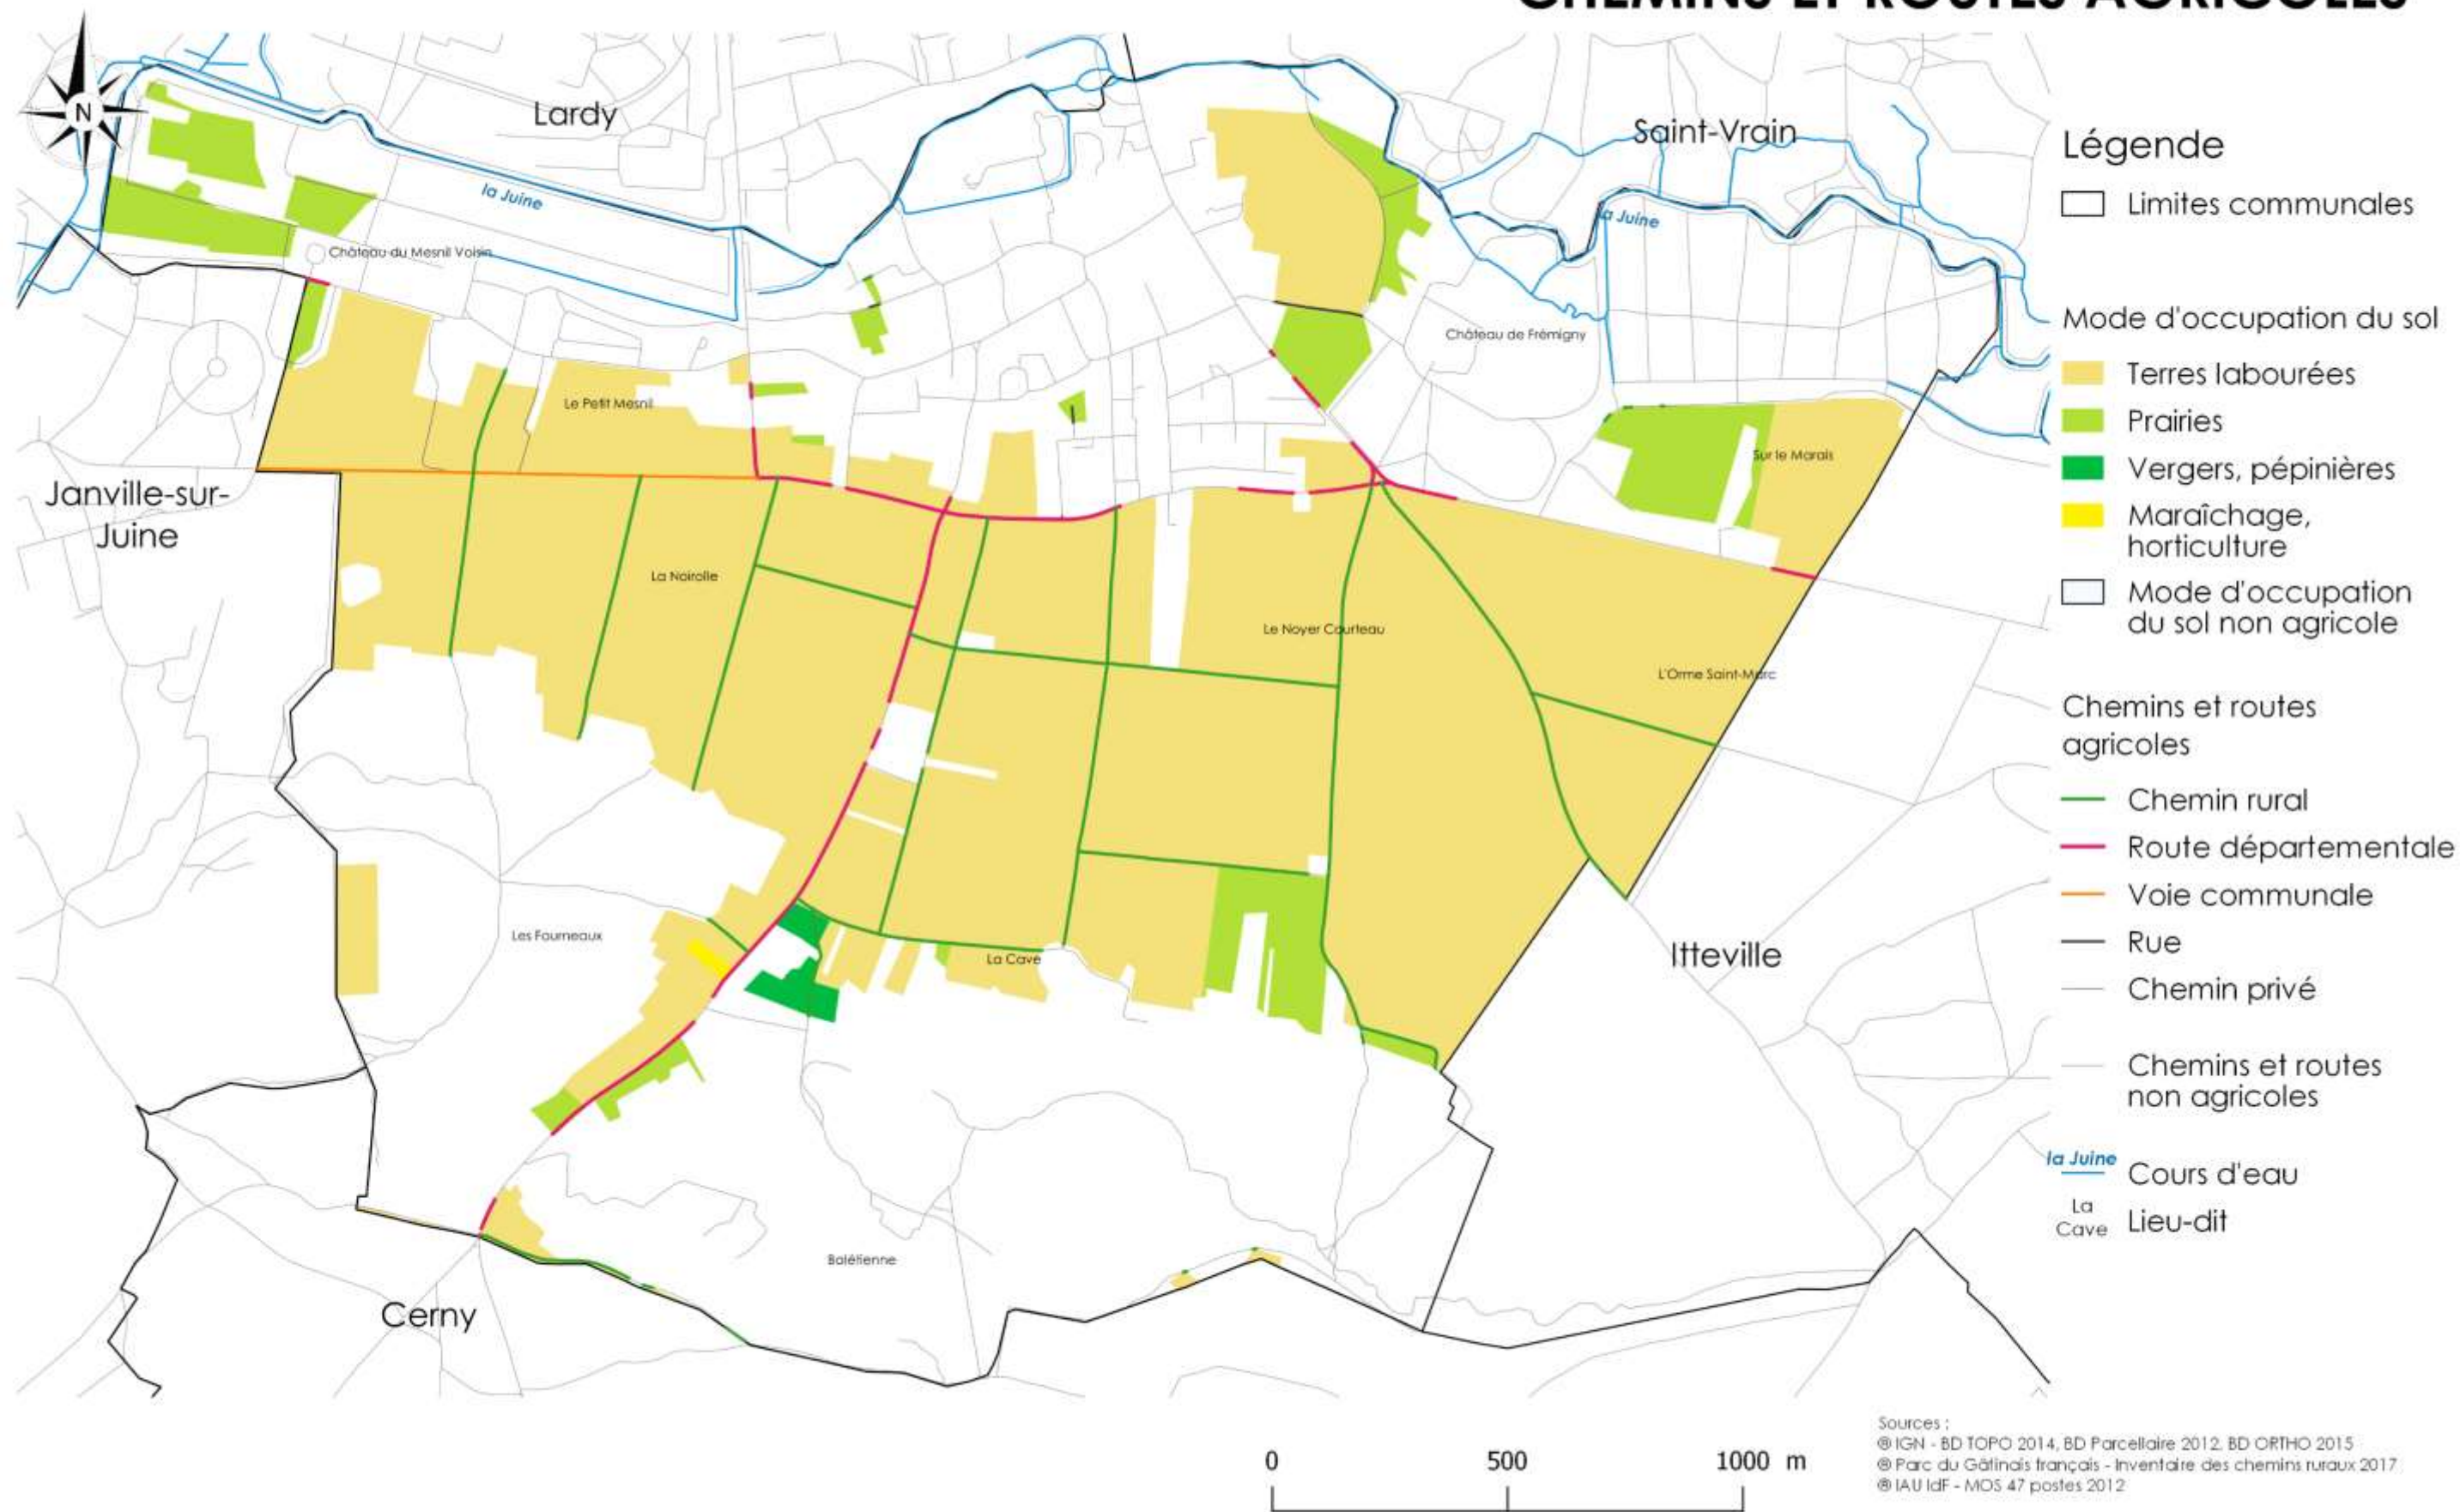 CHEMINS ET ROUTES AGRICOLES
N
Lardy
Saint-Vrain
la Juine
la Juine
Château du Mesnil Voisin
Château de Frémigny
Le Petit Mesnil
Sur le Marais
Janville-sur-
Juine
La Noirolle
Le Noyer Courteau
L'Orme Saint-Marc
Les Fourneaux
La Cave
Itteville
Balétienne
Cerny
Légende
Limites communales
Mode d'occupation du sol
Terres labourées
Prairies
Vergers, pépinières
Maraîchage,
horticulture
Mode d'occupation
du sol non agricole
Chemins et routes
agricoles
Chemin rural
Route départementale
Voie communale
Rue
Chemin privé
Chemins et routes
non agricoles
la Juine
Cours d'eau
La
Cave
Lieu-dit
0 500 1000 m
Sources :
® IGN - BD TOPO 2014, BD Parcellaire 2012, BD ORTHO 2015
® Parc du Gâtinais français - Inventaire des chemins ruraux 2017
® IAU IdF - MOS 47 postes 2012